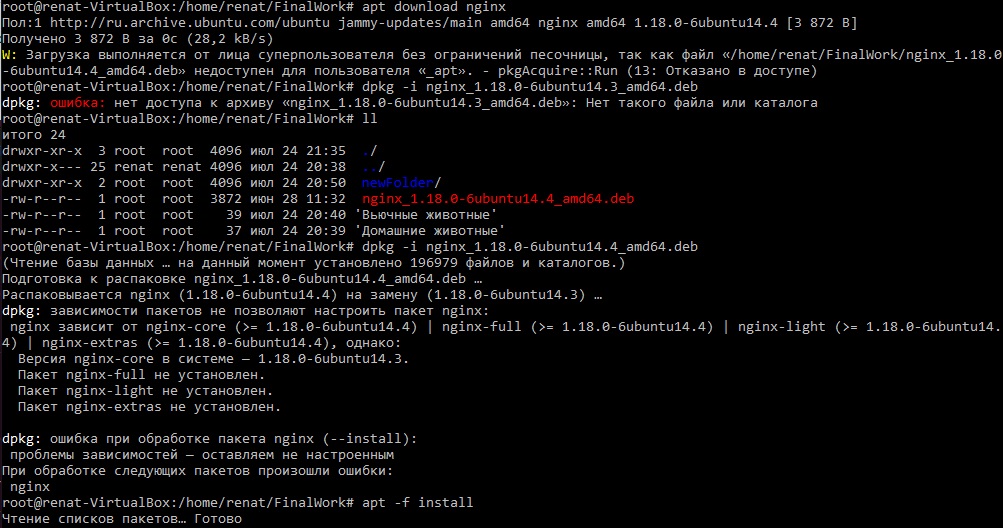 root@renat-VirtualBox:/home/renat/FinalWork# apt download nginx
Пол:1 http://ru.archive.ubuntu.com/ubuntu jammy-updates/main amd64 nginx amd64 1.18.0-6ubuntu14.4 [3 872 B]
Получено 3 872 B за 0с (28,2 kB/s)
W: Загрузка выполняется от лица суперпользователя без ограничений песочницы, так как файл «/home/renat/FinalWork/nginx_1.18.0
-6ubuntu14.4_amd64.deb» недоступен для пользователя «_apt». - pkgAcquire::Run (13: Отказано в доступе)
root@renat-VirtualBox:/home/renat/FinalWork# dpkg -i nginx_1.18.0-6ubuntu14.3_amd64.deb
dpkg: ошибка: нет доступа к архиву «nginx_1.18.0-6ubuntu14.3_amd64.deb»: Нет такого файла или каталога
root@renat-VirtualBox:/home/renat/FinalWork# ll
итого 24
drwxr-xr-x  3 root  root  4096 июл 24 21:35  ./
drwxr-x--- 25 renat renat 4096 июл 24 20:38  ../
drwxr-xr-x  2 root  root  4096 июл 24 20:50  newFolder/
-rw-r--r--  1 root  root  3872 июн 28 11:32  nginx_1.18.0-6ubuntu14.4_amd64.deb
-rw-r--r--  1 root  root    39 июл 24 20:40 'Вьючные животные'
-rw-r--r--  1 root  root    37 июл 24 20:39 'Домашние животные'
root@renat-VirtualBox:/home/renat/FinalWork# dpkg -i nginx_1.18.0-6ubuntu14.4_amd64.deb
(Чтение базы данных … на данный момент установлено 196979 файлов и каталогов.)
Подготовка к распаковке nginx_1.18.0-6ubuntu14.4_amd64.deb …
Распаковывается nginx (1.18.0-6ubuntu14.4) на замену (1.18.0-6ubuntu14.3) …
dpkg: зависимости пакетов не позволяют настроить пакет nginx:
 nginx зависит от nginx-core (>= 1.18.0-6ubuntu14.4) | nginx-full (>= 1.18.0-6ubuntu14.4) | nginx-light (>= 1.18.0-6ubuntu14.
4) | nginx-extras (>= 1.18.0-6ubuntu14.4), однако:
  Версия nginx-core в системе — 1.18.0-6ubuntu14.3.
  Пакет nginx-full не установлен.
  Пакет nginx-light не установлен.
  Пакет nginx-extras не установлен.

dpkg: ошибка при обработке пакета nginx (--install):
 проблемы зависимостей — оставляем не настроенным
При обработке следующих пакетов произошли ошибки:
 nginx
root@renat-VirtualBox:/home/renat/FinalWork# apt -f install
Чтение списков пакетов… Готово